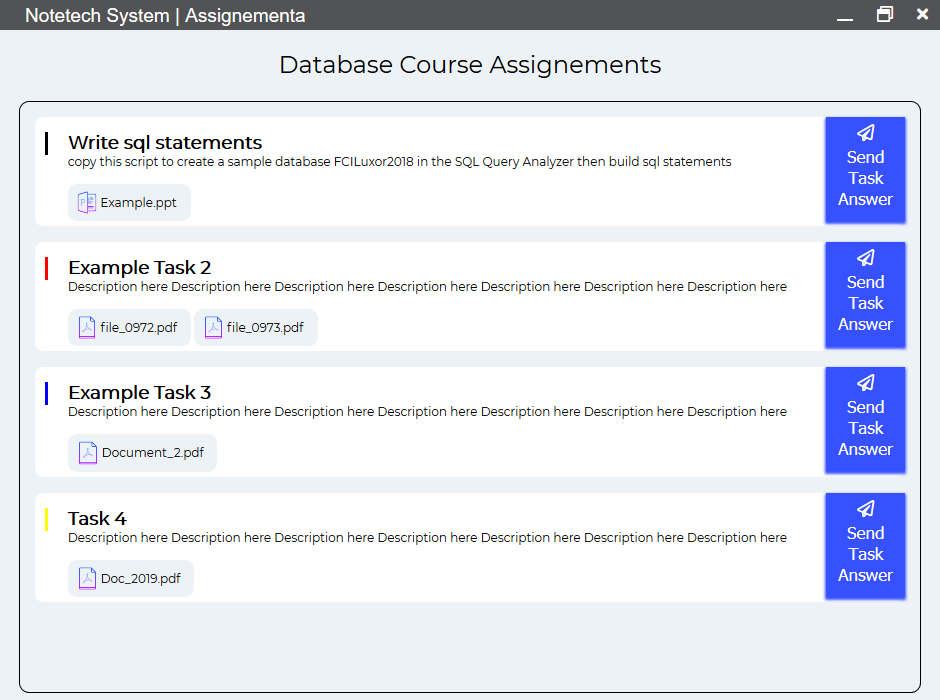 Notetech System | Assignementa
Database Course Assignements
Write sql statements
copy this script to create a sample database FCILuxor2018 in the SQL Query Analyzer then build sql statements
Example.ppt
Send
Task
Answer
Example Task 2
Description here Description here Description here Description here Description here Description here Description here
file_0972.pdf file_0973.pdf
Send
Task
Answer
Example Task 3
Description here Description here Description here Description here Description here Description here Description here
Document_2.pdf
Send
Task
Answer
Task 4
Description here Description here Description here Description here Description here Description here Description here
Doc_2019.pdf
Send
Task
Answer